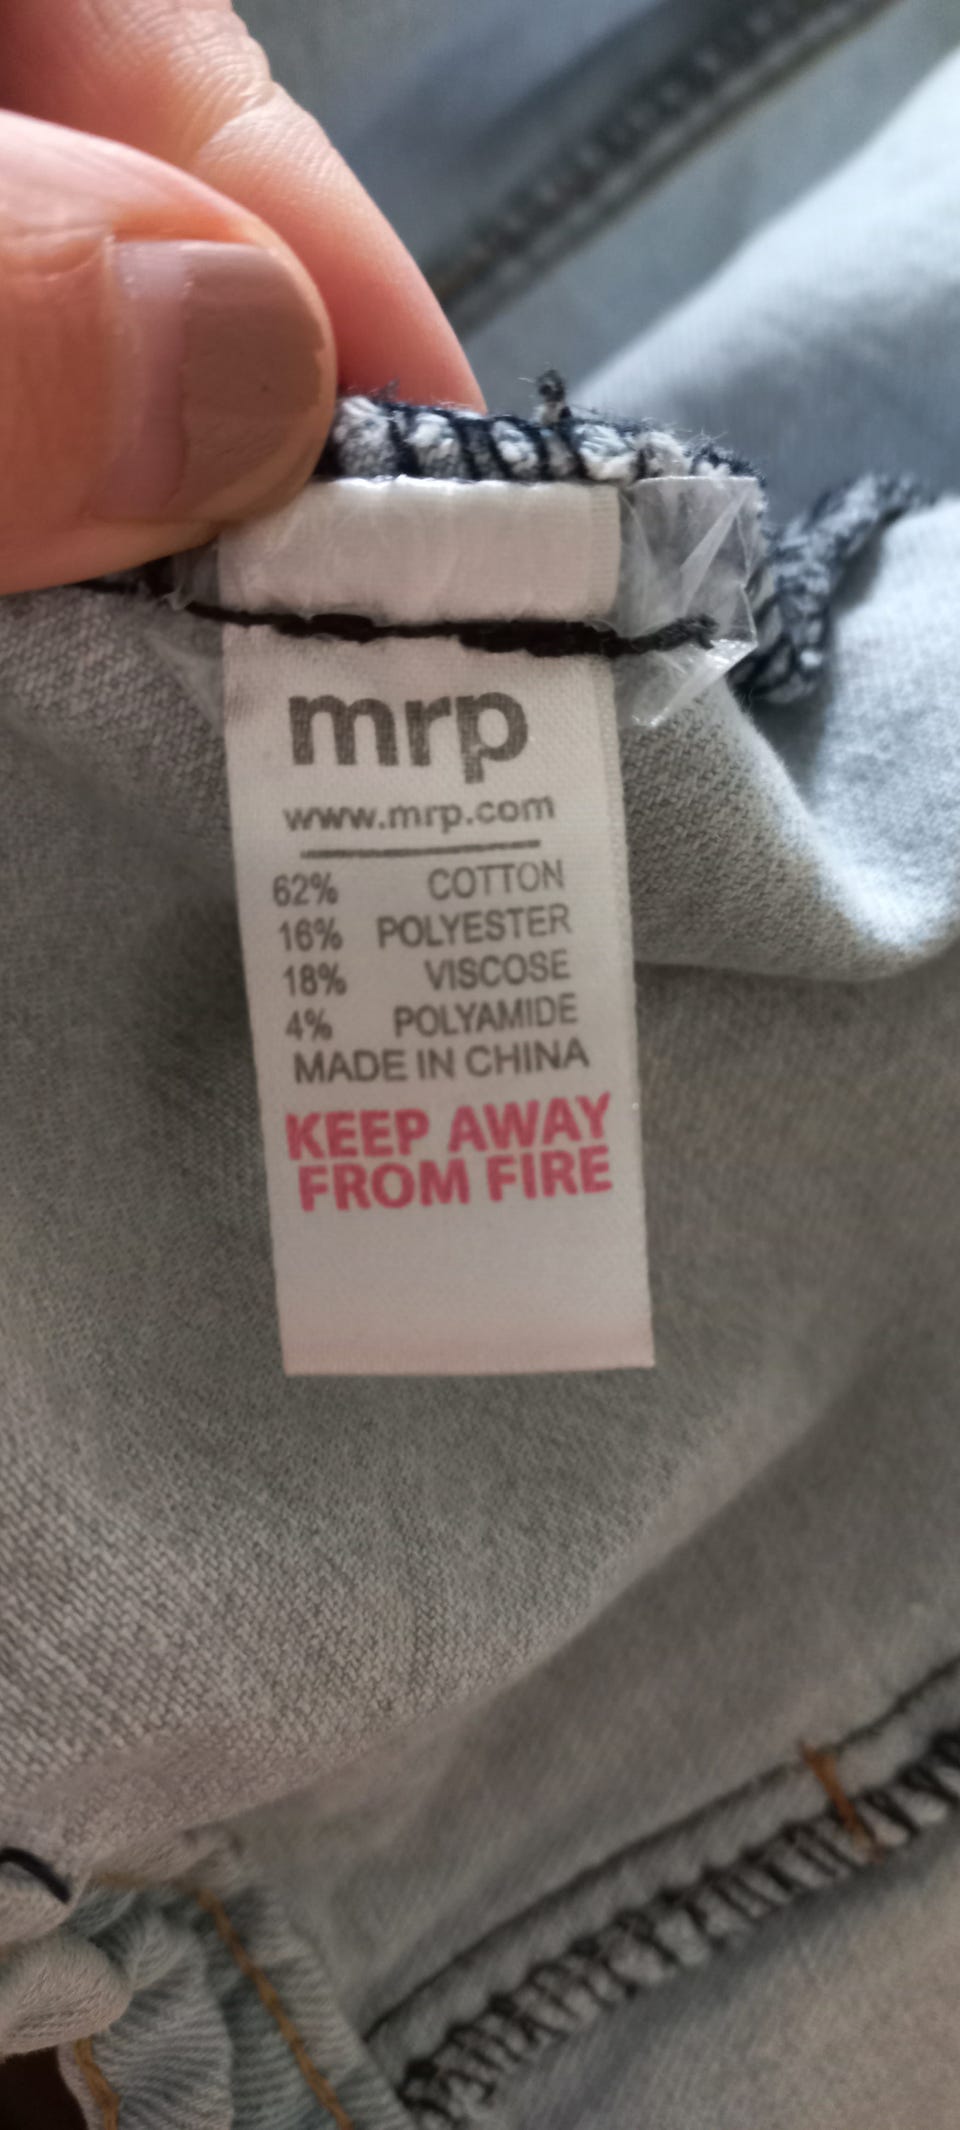 mrp
www.mrp.com
62% COTTON
16% POLYESTER
18% VISCOSE
4% POLYAMIDE
MADE IN CHINA
KEEP AWAY
FROM FIRE